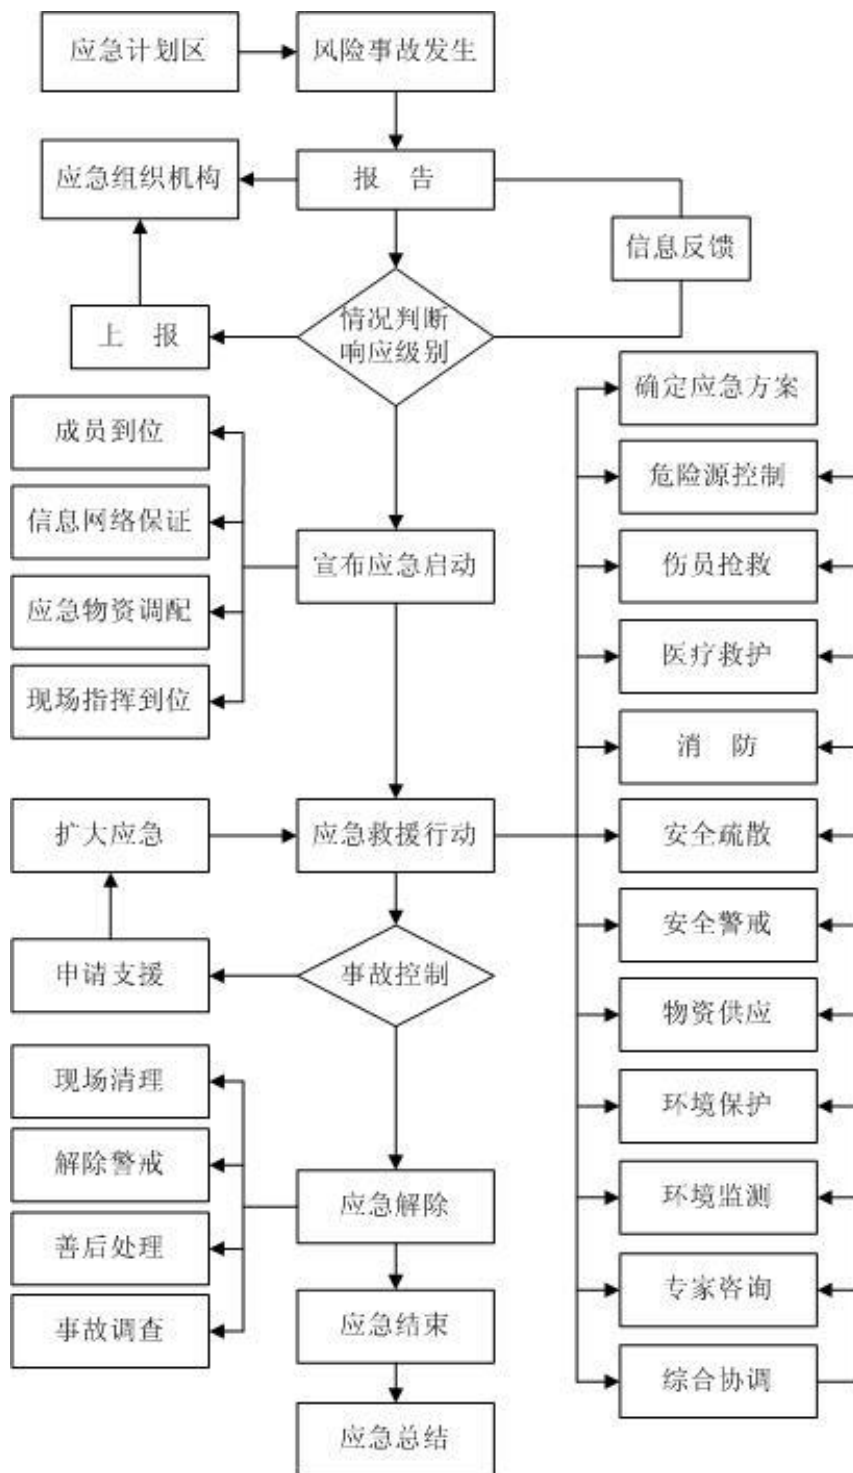 应急计划区
风险事故发生
应急组织机构
报 告
信息反馈
上 报
情况判断
响应级别
确定应急方案
成员到位
危险源控制
信息网络保证
宣布应急启动
伤员抢救
应急物资调配
医疗救护
现场指挥到位
消 防
扩大应急
应急救援行动
安全疏散
安全警戒
申请支援
事故控制
物资供应
现场清理
环境保护
解除警戒
应急解除
环境监测
善后处理
专家咨询
事故调查
应急结束
综合协调
应急总结